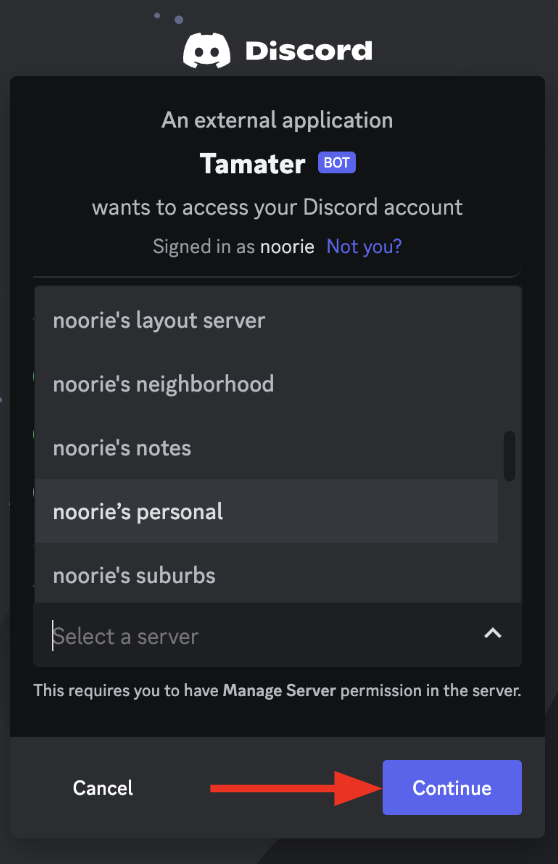 Discord
An external application
Tamater BOT
wants to access your Discord account
Signed in as noorie Not you?
noorie's layout server
noorie's neighborhood
noorie's notes
noorie’s personal
noorie's suburbs
Select a server
This requires you to have Manage Server permission in the server.
Cancel Continue